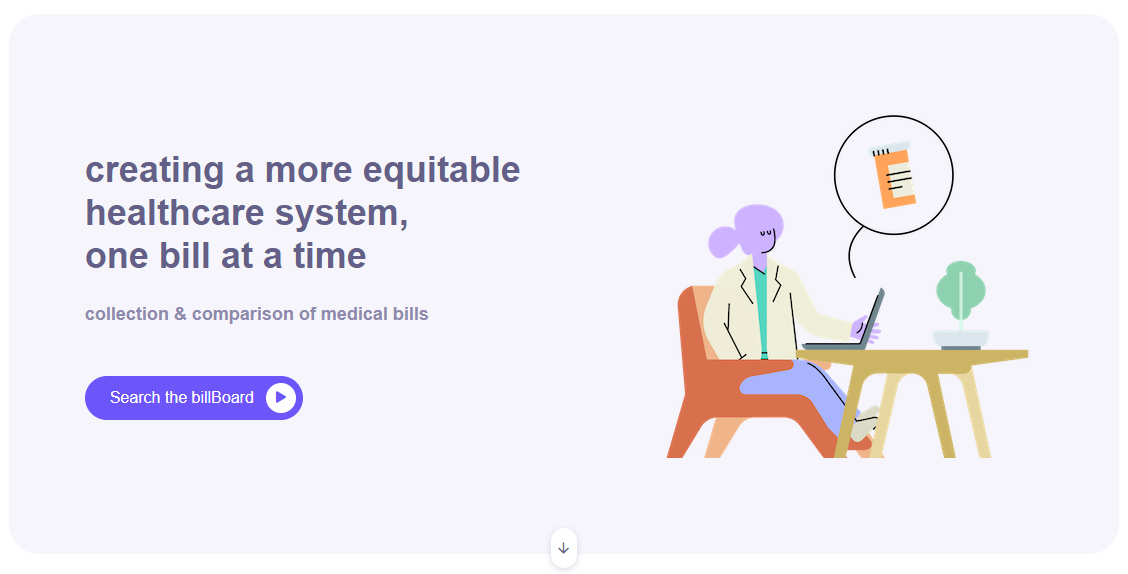 creating a more equitable
healthcare system,
one bill at a time
collection & comparison of medical bills
Search the billBoard